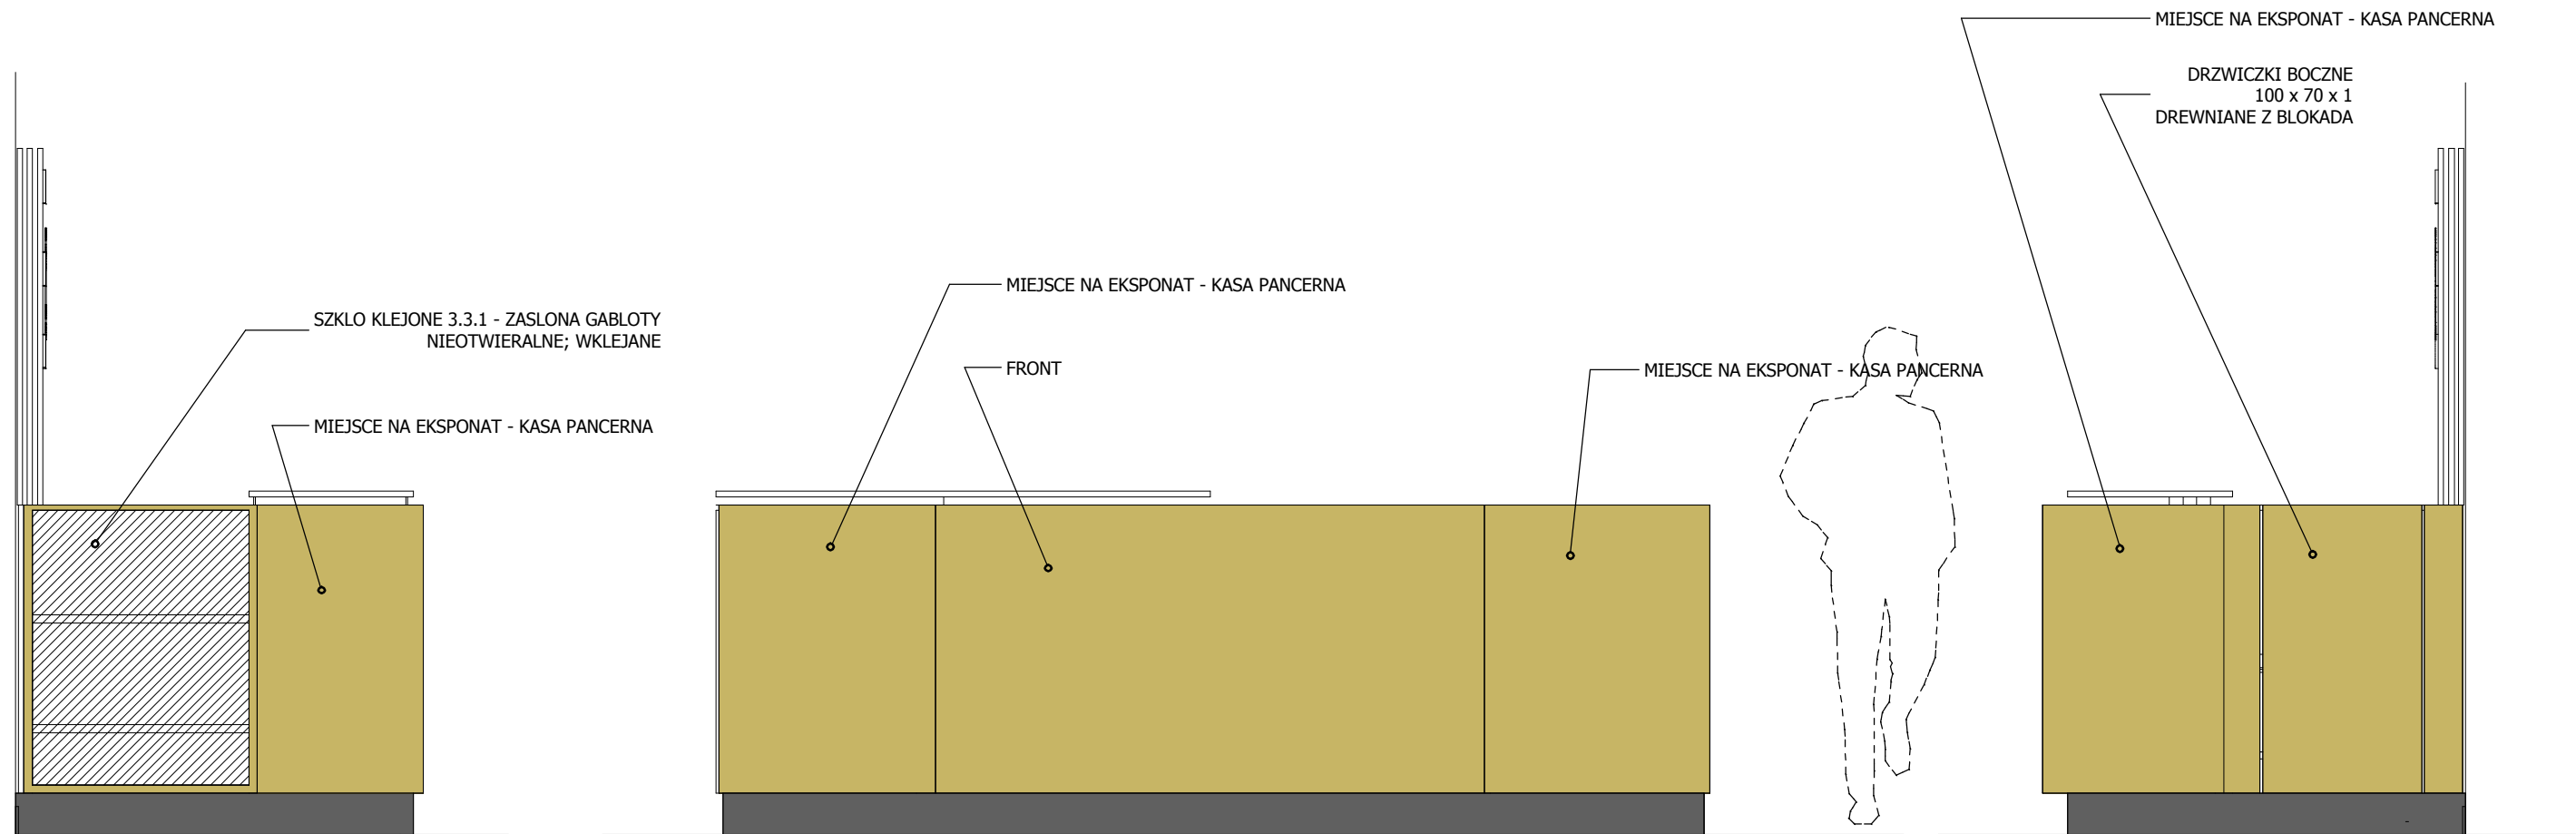 MIEJSCE NA EKSPONAT - KASA PANCERNA
DRZWICZKI BOCZNE
100 x 70 x 1
DREWNIANE Z BLOKADA
MIEJSCE NA EKSPONAT - KASA PANCERNA
SZKLO KLEJONE 3.3.1 - ZASLONA GABLOTY
NIEOTWIERALNE; WKLEJANE
FRONT
MIEJSCE NA EKSPONAT - KASA PANCERNA
MIEJSCE NA EKSPONAT - KASA PANCERNA